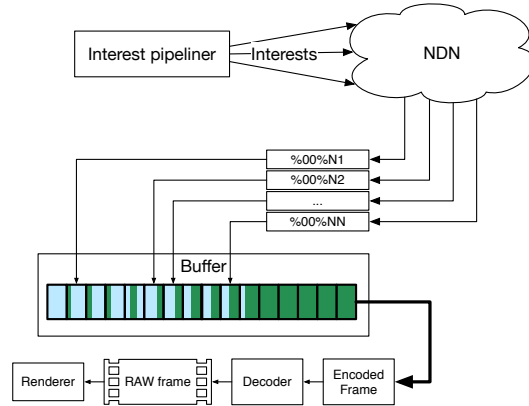 Interest pipeliner
Interests
NDN
%00%N1
%00%N2
...
%00%NN
Buffer
Renderer
RAW frame
Decoder
Encoded
Frame